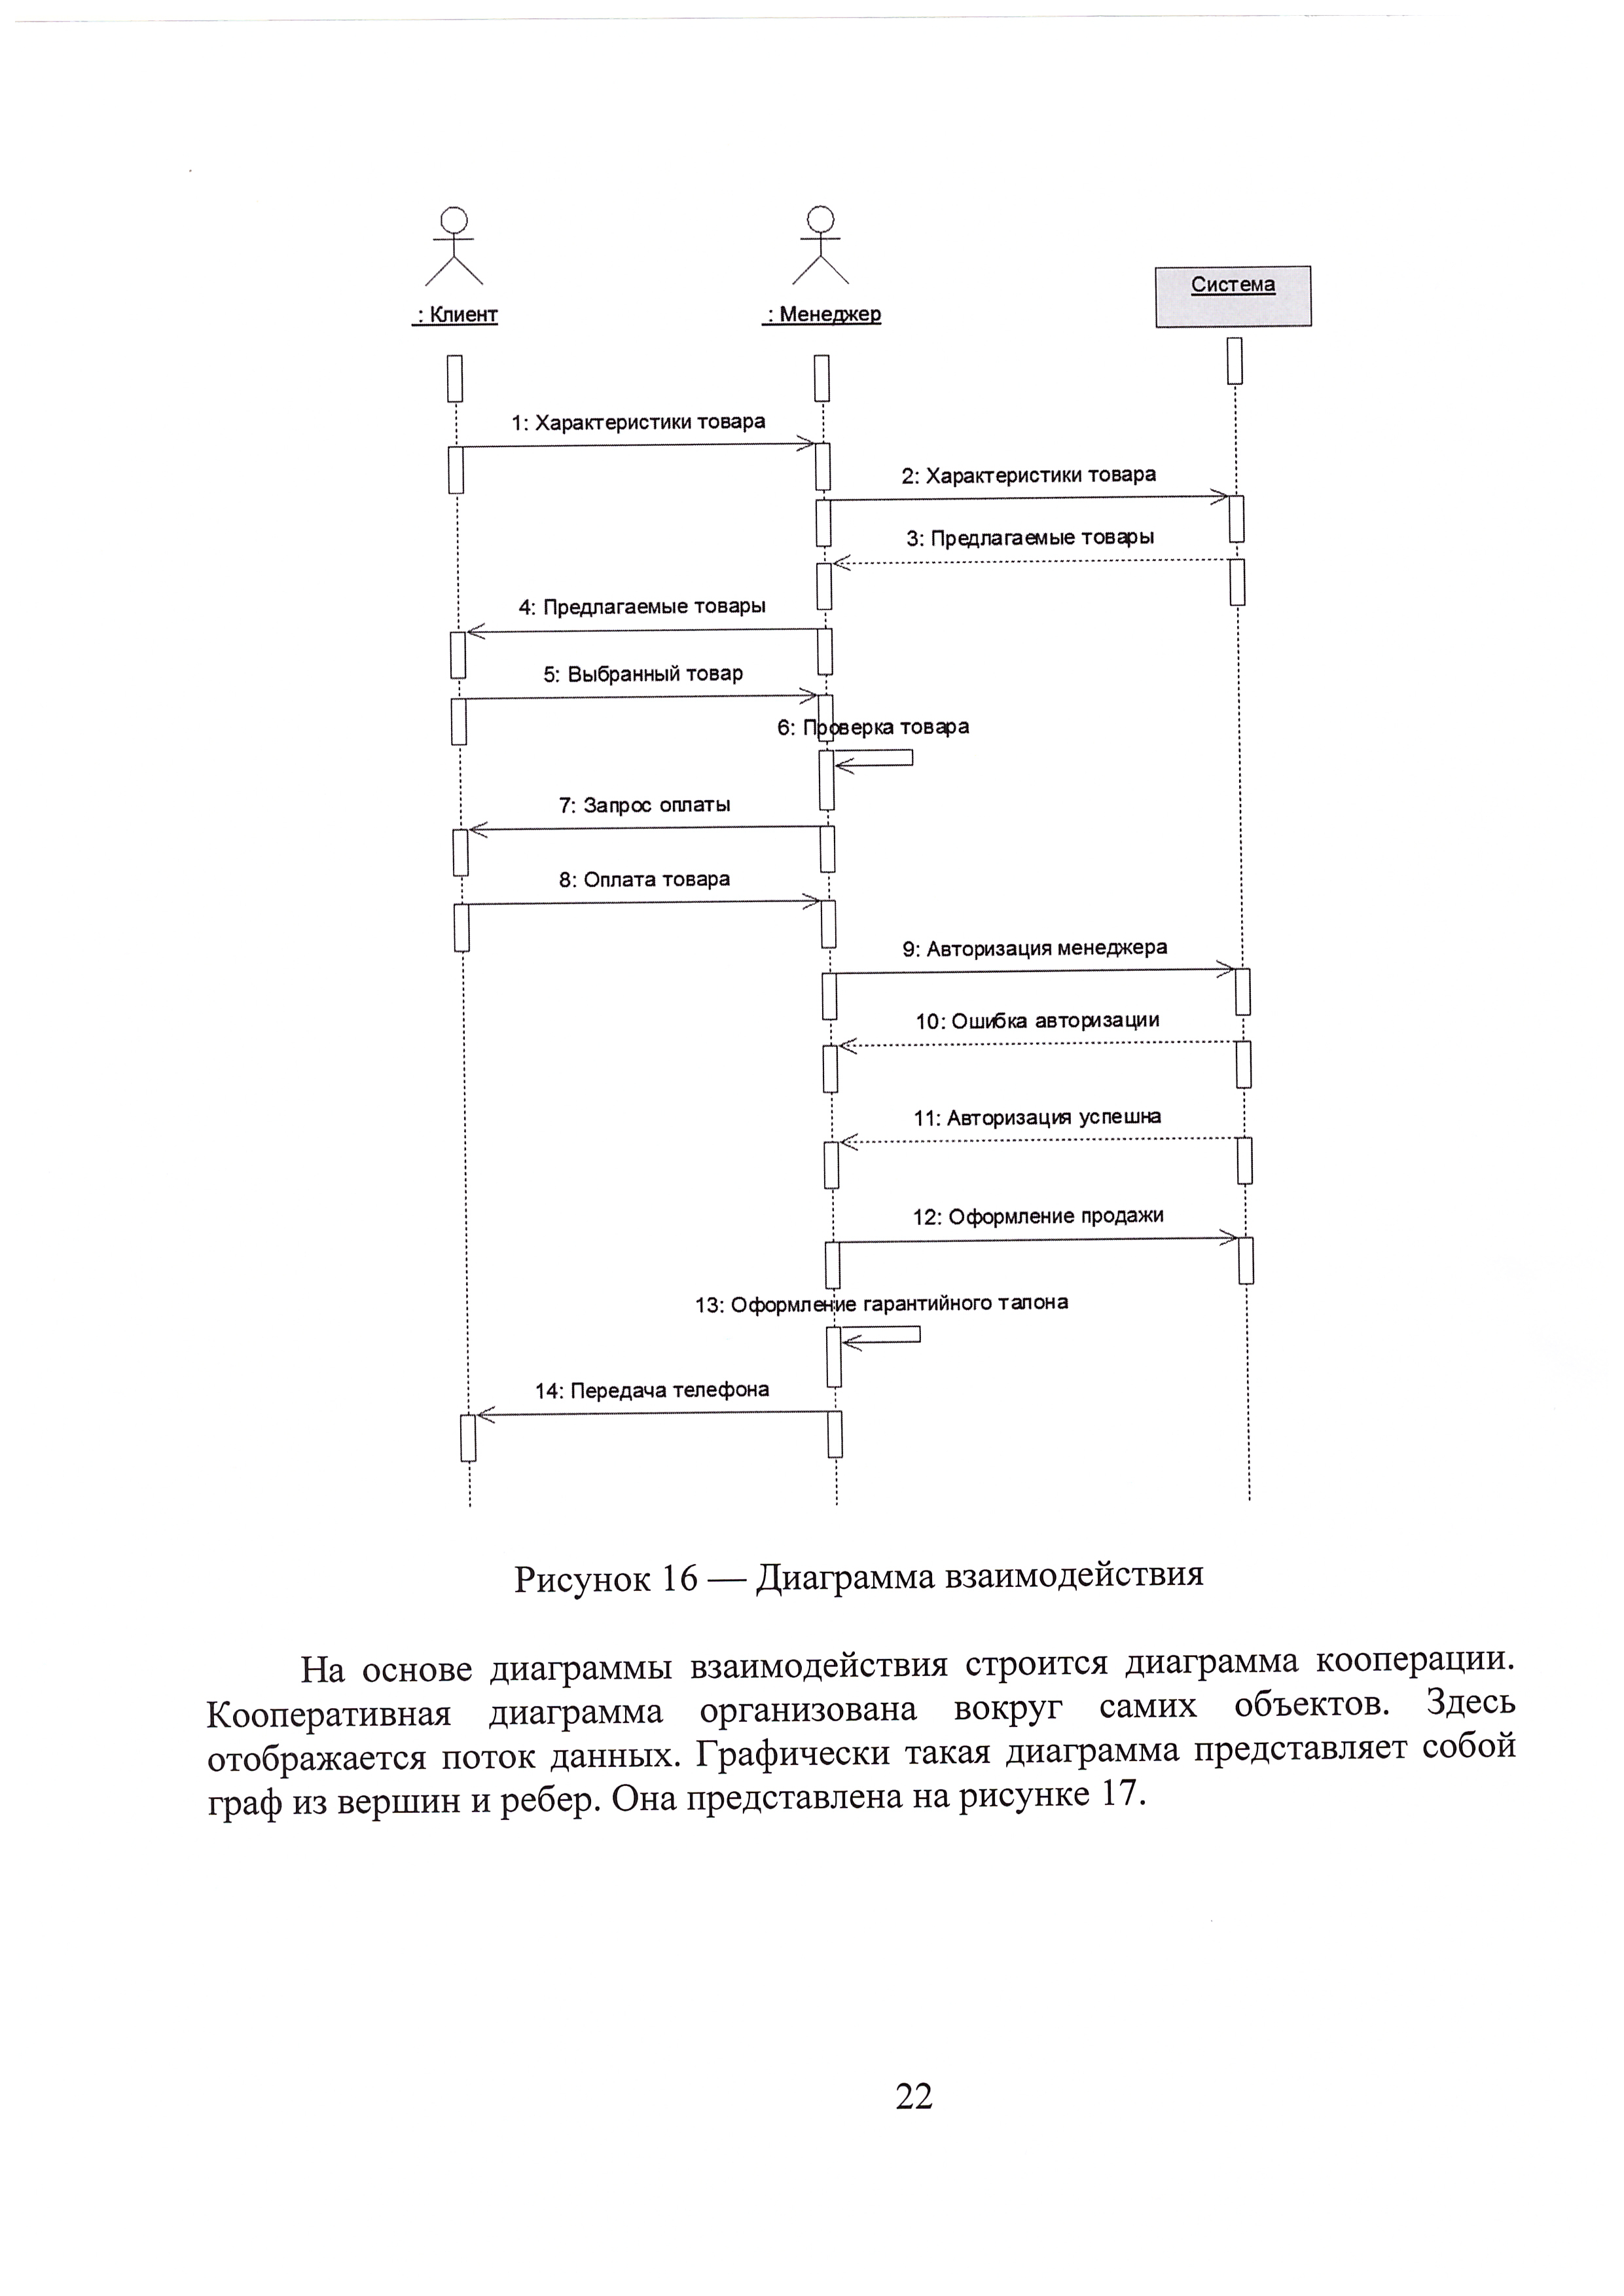 : Клиент
: Менеджер
Система
1: Характеристики товара
2: Характеристики товара
3: Предлагаемые товары
4: Предлагаемые товары
5: Выбранный товар
6: Проверка товара
7: Запрос оплаты
8: Оплата товара
9: Авторизация менеджера
10: Ошибка авторизации
11: Авторизация успешна
12: Оформление продажи
13: Оформление гарантийного талона
14: Передача телефона
Рисунок 16 — Диаграмма взаимодействия
На основе диаграммы взаимодействия строится диаграмма кооперации.
Кооперативная диаграмма организована вокруг самих объектов. Здесь
отображается поток данных. Графически такая диаграмма представляет собой
граф из вершин и ребер. Она представлена на рисунке 17.
22